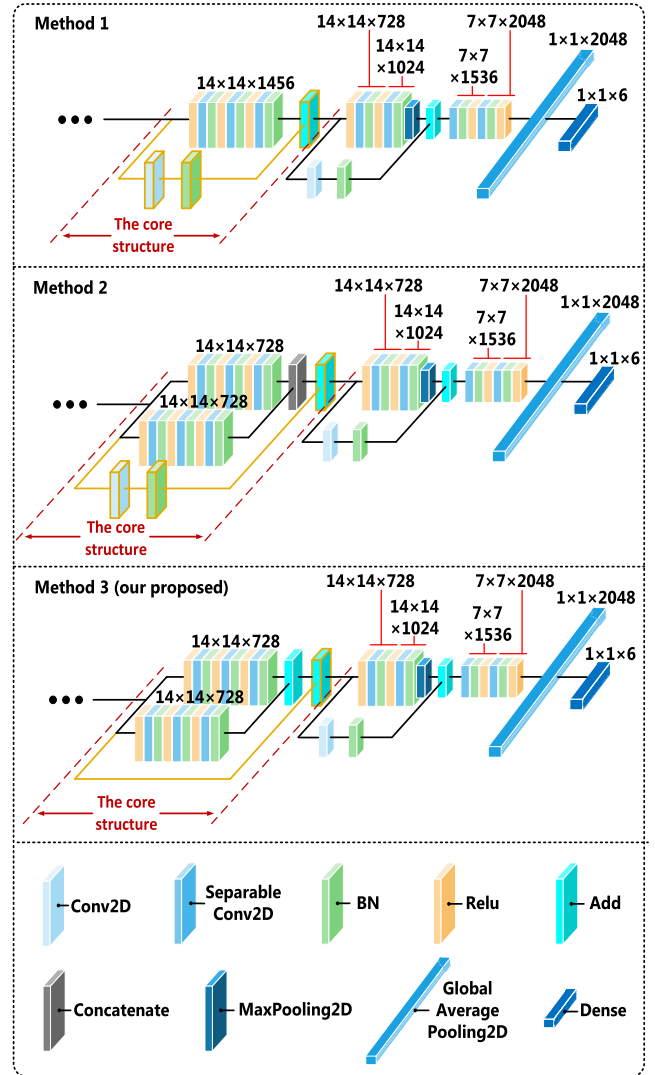 Method 1
14×14×728
14×14
×1024
7×7×2048
7×7
×1536
1×1×2048
1×1×6
14×14×1456
The core
structure
Method 2
14×14×728
14×14
×1024
7×7×2048
7×7
×1536
1×1×2048
1×1×6
14×14×728
14×14×728
The core
structure
Method 3 (our proposed)
14×14×728
14×14
×1024
7×7×2048
7×7
×1536
1×1×2048
1×1×6
14×14×728
14×14×728
The core
structure
Conv2D
Separable
Conv2D
BN
Relu
Add
Concatenate
MaxPooling2D
Global
Average
Pooling2D
Dense